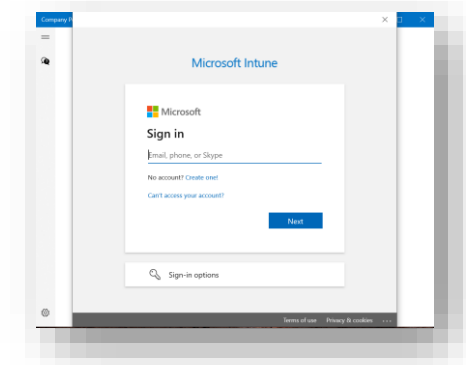 Company P
Microsoft Intune
Microsoft
Sign in
Email, phone, or Skype
No account? Create one!
Can't access your account?
Next
Sign-in options
Terms of use Privacy & cookies ...